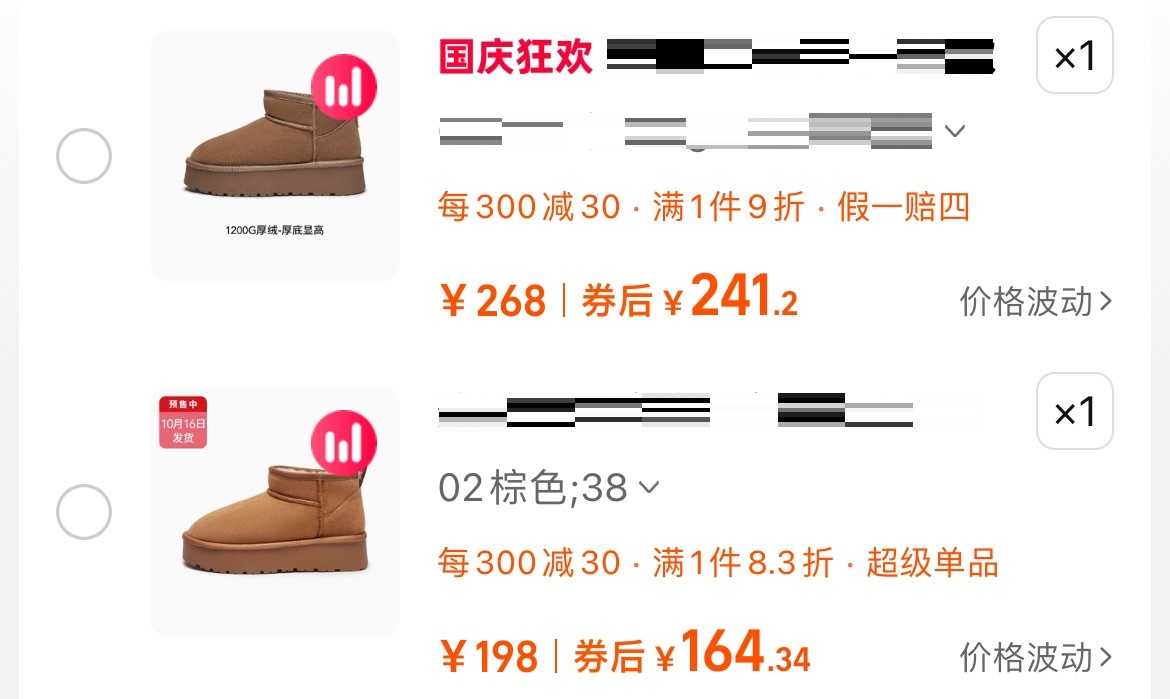 国庆狂欢
×1
每300减30 · 满1件9折 · 假一赔四
1200G厚绒-厚底显高
¥268 | 券后 ¥241.2
价格波动
预售中
10月16日
发货
×1
02棕色;38
每300减30 · 满1件8.3折 · 超级单品
¥198 | 券后 ¥164.34
价格波动